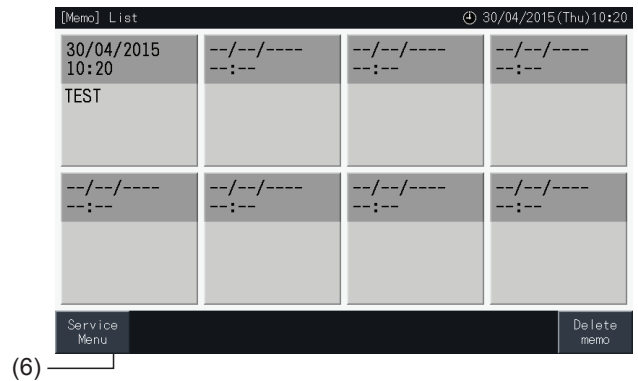 [Memo] List 30/04/2015(Thu)10:20
30/04/2015 --/--/---- --/--/---- --/--/----
10:20 --:-- --:-- --:--
TEST
--/--/---- --/--/---- --/--/---- --/--/----
--:-- --:-- --:-- --:--
Service Delete
Menu memo
(6)